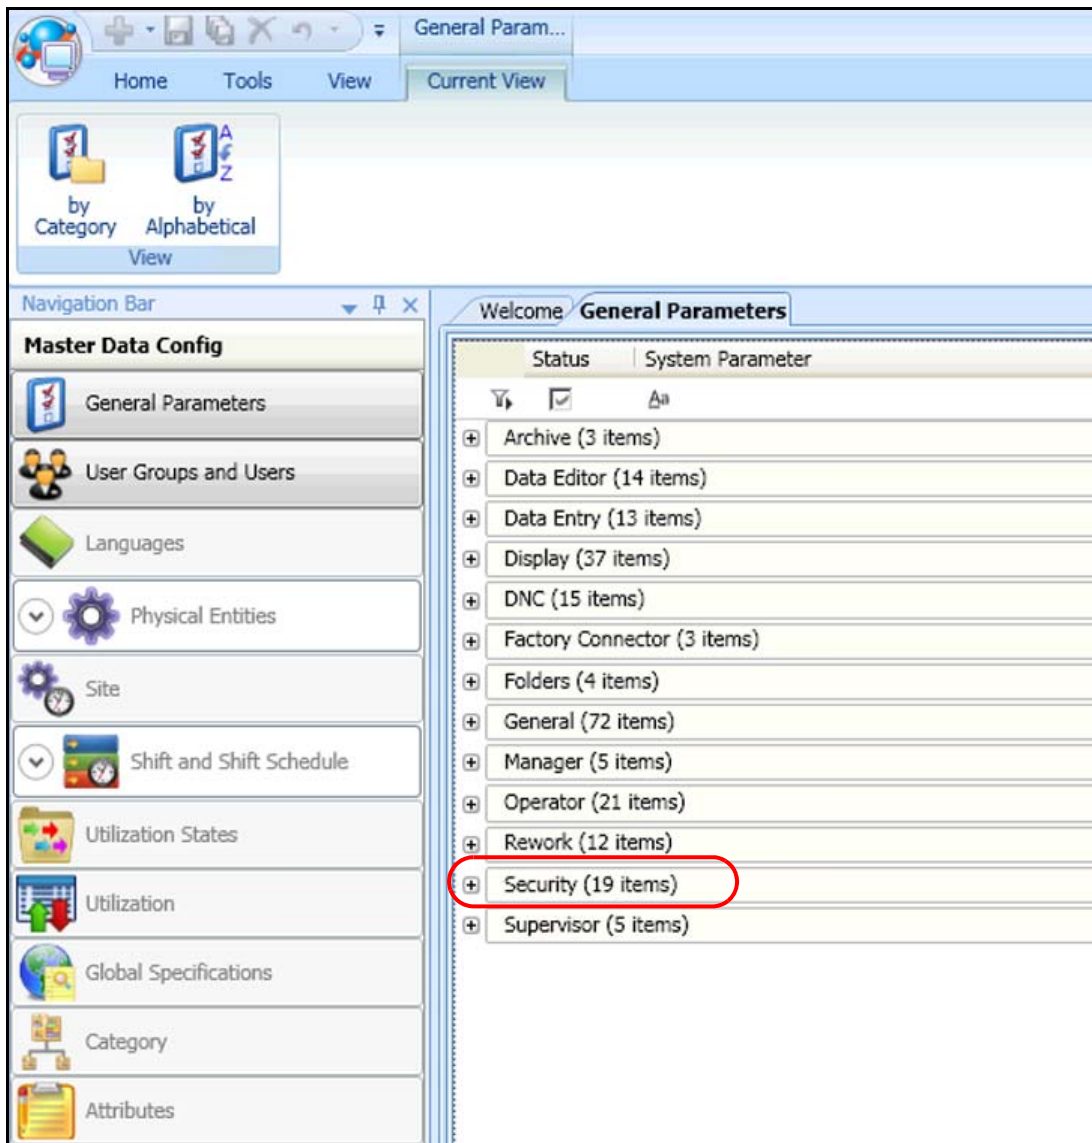 General Param...
Home Tools View Current View
A
Z
by Category
by Alphabetical
View
Navigation Bar
Master Data Config
General Parameters
User Groups and Users
Languages
Physical Entities
Site
Shift and Shift Schedule
Utilization States
Utilization
Global Specifications
Category
Attributes
Welcome General Parameters
Status System Parameter
Aa
Archive (3 items)
Data Editor (14 items)
Data Entry (13 items)
Display (37 items)
DNC (15 items)
Factory Connector (3 items)
Folders (4 items)
General (72 items)
Manager (5 items)
Operator (21 items)
Rework (12 items)
Security (19 items)
Supervisor (5 items)